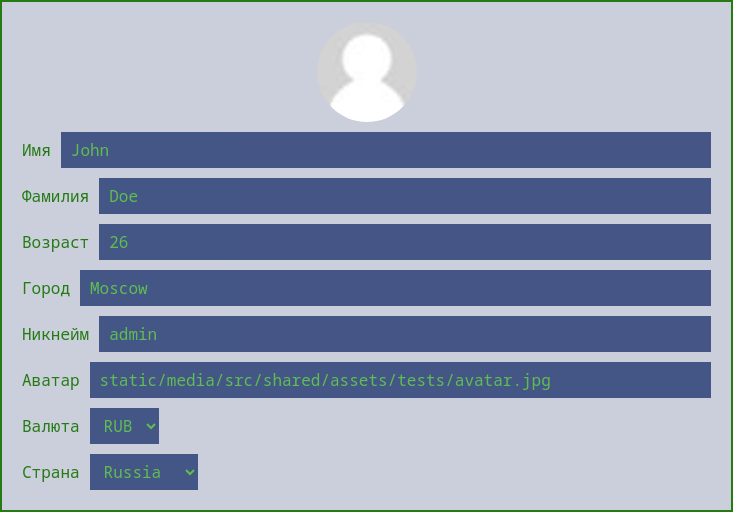 Имя John
Фамилия Doe
Возраст 26
Город Moscow
Никнейм admin
Аватар static/media/src/shared/assets/tests/avatar.jpg
Валюта RUB
Страна Russia